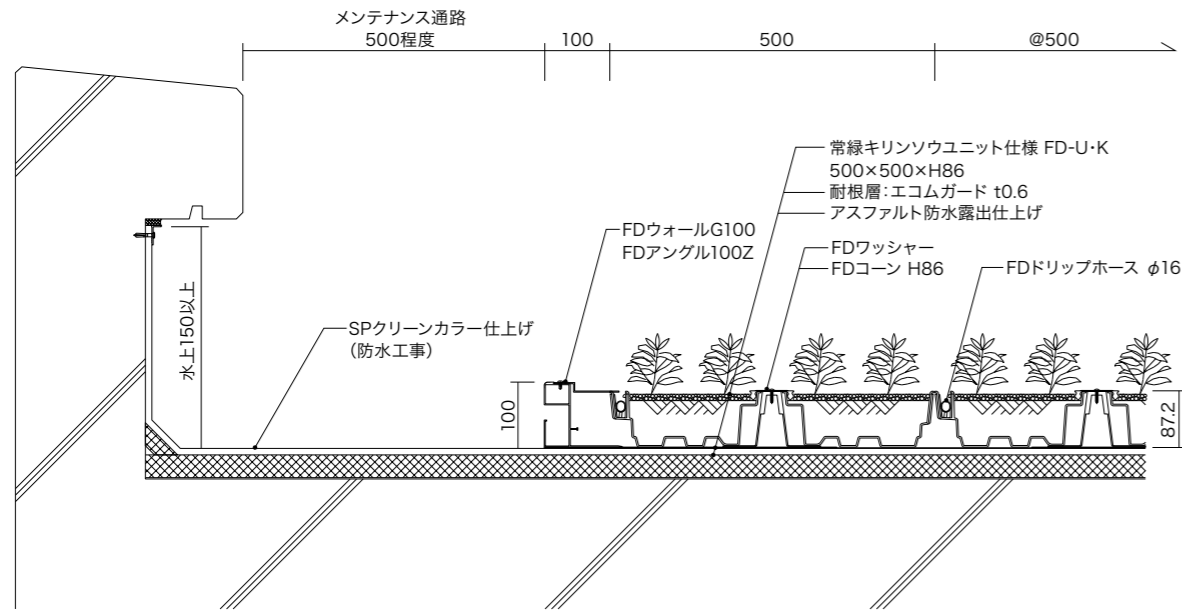 メンテナンス通路
500程度
100
500
@500
常緑キリンソウユニット仕様 FD-U・K
500×500×H86
耐根層：エコムガード t0.6
アスファルト防水露出仕上げ
FDウォールG100
FDアングル100Z
FDワッシャー
FDコーン H86
FDドリップホース φ16
水上150以上
SPクリーンカラー仕上げ
（防水工事）
100
87.2